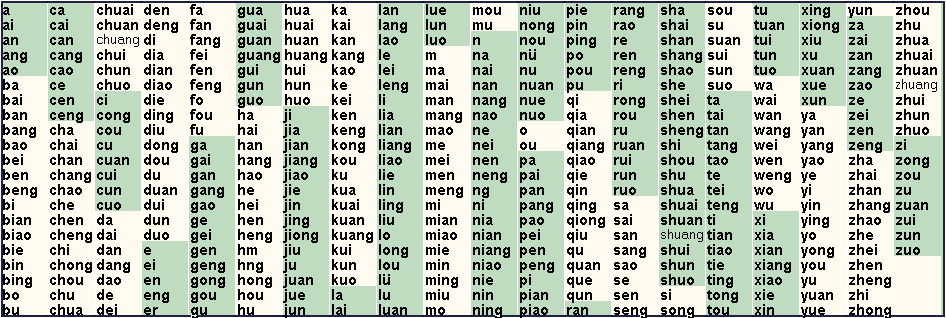 a ca chuai den fa gua hua ka lan lue mou niu pie rang sha sou tu xing yun zhou
ai cai chuan deng fan guai huai kai lang lun mu nong pin rao shai su tuan xiong za zhu
an can chuang di fang guan huan kan lao luo n nou ping re shan suan tui xiu zai zhua
ang cang chui dia fei guang huang kang le m na nü po ren shang sui tun xu zan zhuai
ao cao chun dian fen gui hui kao lei ma nai nu pou reng shao sun tuo xuan zang zhuan
ba ce chuo diao feng gun hun ke leng mai nan nuan pu ri she suo wa xue zao zhuang
bai cen ci die fo guo huo kei li man nang nue qi rong shei ta wai xun ze zhui
ban ceng cong ding fou ha ji ken lia mang nao nuo qia rou shen tai wan ya zei zhun
bang cha cou diu fu hai jia keng lian mao ne o qian ru sheng tan wang yan zen zhuo
bao chai cu dong ga han jian kong liang me nei ou qiang ruan shi tang wei yang zeng zi
bei chan cuan dou gai hang jiang kou liao mei nen pa qiao rui shou tao wen yao zha zong
ben chang cui du gan hao jiao ku lie men neng pai qie run shu te weng ye zhai zou
beng chao cun duan gang he jie kua lin meng ng pan qin ruo shua tei wo yi zhan zu
bi che cuo dui gao hei jin kuai ling mi ni pang qing sa shuai teng wu yin zhang zuan
bian chen da dun ge hen jing kuan liu mian nia pao qiong sai shuan ti xi ying zhao zui
biao cheng dai duo gei heng jiong kuang lo miao nian pei qiu san shuang tian xia yo zhe zun
bie chi dan e gen hm jiu kui long mie niang pen qu sang shui tiao xian yong zhei zuo
bin chong dang ei geng hng ju kun lou min niao peng quan sao shun tie xiang you zhen
bing chou dao en gong hong juan kuo lü ming nie pi que se shuo ting xiao yu zheng
bo chu de eng gou hou jue la lu miu nin pian qun sen si tong xie yuan zhi
bu chua dei er gu hu jun lai luan mo ning piao ran seng song tou xin yue zhong